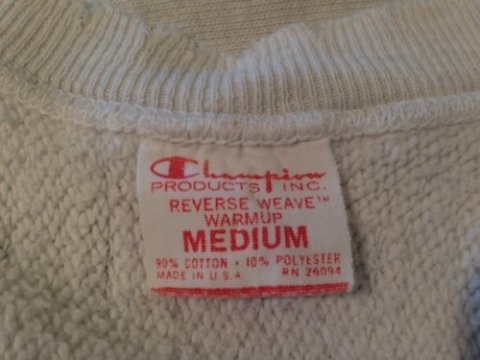 Champion
PRODUCTS INC.
REVERSE WEAVE™
WARMUP
MEDIUM
90% COTTON • 10% POLYESTER
MADE IN U.S.A. RN 26094